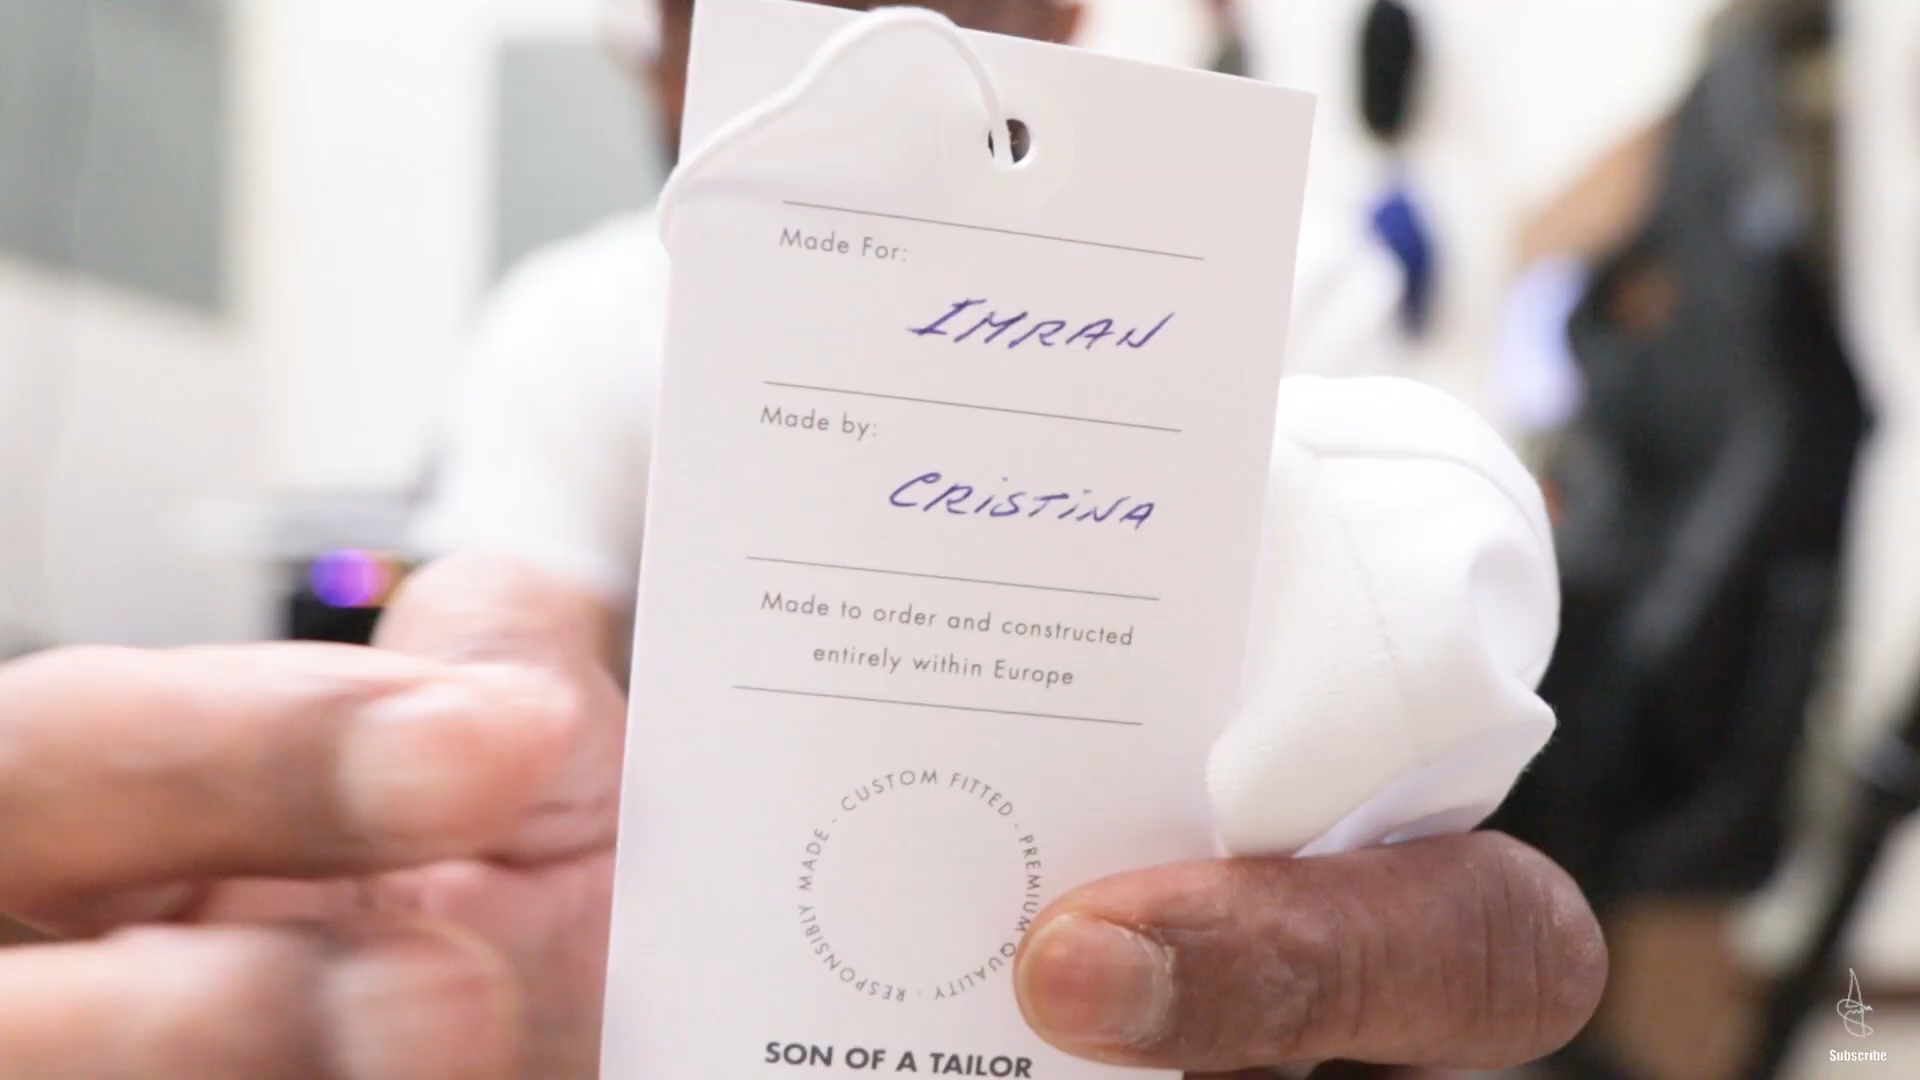 Made For:
IMRAN
Made by:
CRiSTiNA
Made to order and constructed
entirely within Europe
CUSTOM FITTED · PREMIUM QUALITY · RESPONSIBLY MADE ·
SON OF A TAILOR
Subscribe